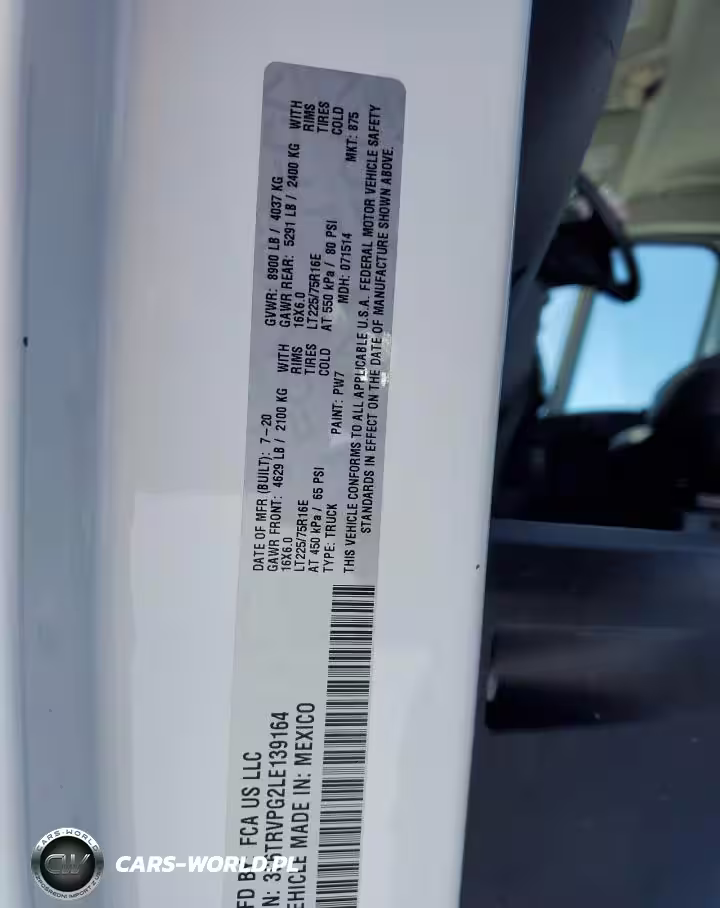 DATE OF MFR (BUILT): 7-20 GVWR: 8900 LB / 4037 KG
GAWR FRONT: 4629 LB / 2100 KG WITH GAWR REAR: 5291 LB / 2400 KG WITH
16X6.0 RIMS 16X6.0 RIMS
LT225/75R16E TIRES LT225/75R16E TIRES
AT 450 kPa / 65 PSI COLD AT 550 kPa / 80 PSI COLD
TYPE: TRUCK PAINT: PW7 MDH: 071514 MKT: 875
THIS VEHICLE CONFORMS TO ALL APPLICABLE U.S.A. FEDERAL MOTOR VEHICLE SAFETY
STANDARDS IN EFFECT ON THE DATE OF MANUFACTURE SHOWN ABOVE.
FD FCA US LLC
N:
EHICLE MADE IN: MEXICO
CARS-WORLD
CW
CARS-WORLD.PL